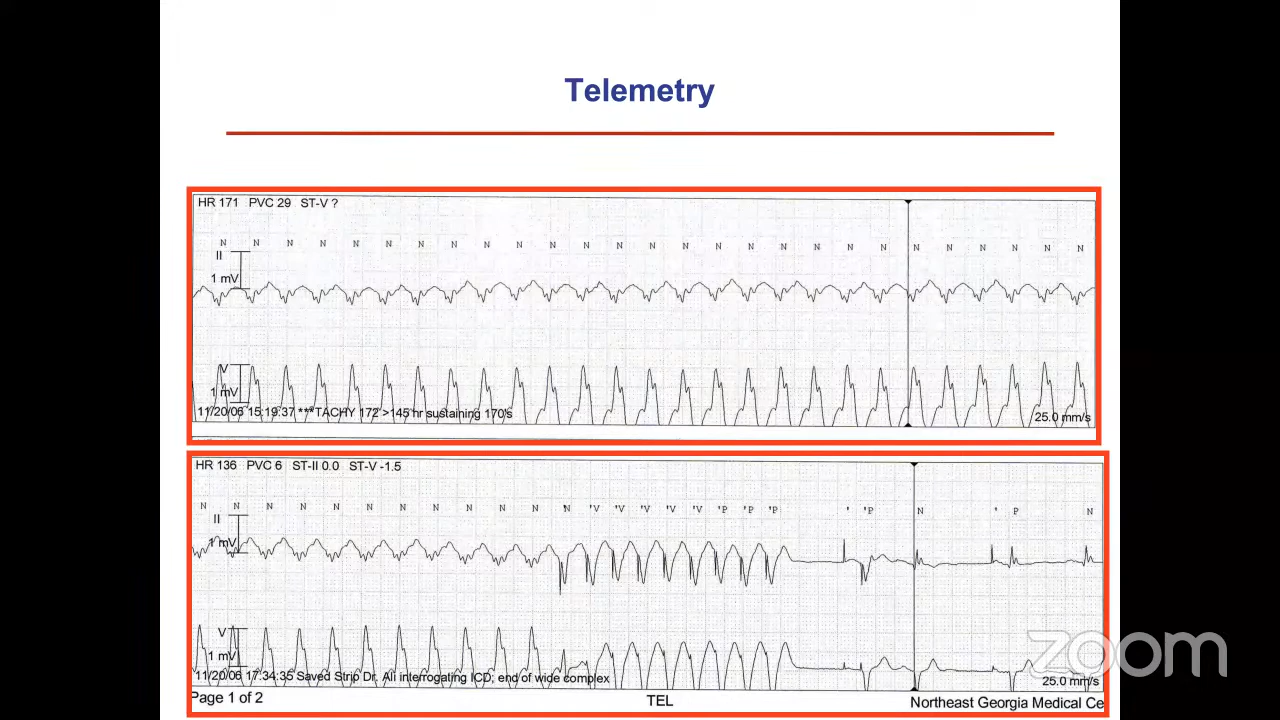 Telemetry
HR 171 PVC 29 ST-V ?
N N N N N N N N N N N N N N N N N N N N N N N N N N N
II
1 mV
V
1 mV
11/20/06 15:19:37 ***TACHY 172 >145 hr sustaining 170's
25.0 mm/s
HR 136 PVC 6 ST-II 0.0 ST-V -1.5
N N N N N N N N N N N 'N 'V 'V 'V 'V 'V 'P 'P 'P ' 'P N ' P N
II
1 mV
V
1 mV
11/20/06 17:34:35 Saved Strip Dr. Ali interrogating ICD; end of wide complex
25.0 mm/s
Page 1 of 2
TEL
Northeast Georgia Medical Ce
zoom